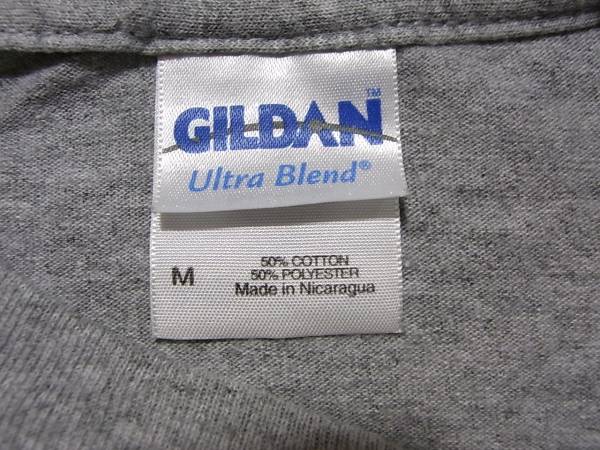 GILDAN™
Ultra Blend®
M
50% COTTON
50% POLYESTER
Made in Nicaragua